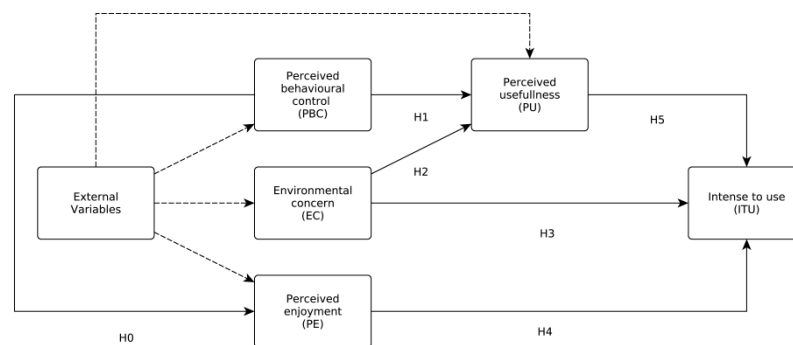 Perceived
behavioural
control
(PBC)
Perceived
usefullness
(PU)
H1
H5
H2
External
Variables
Environmental
concern
(EC)
Intense to use
(ITU)
H3
Perceived
enjoyment
(PE)
H0
H4